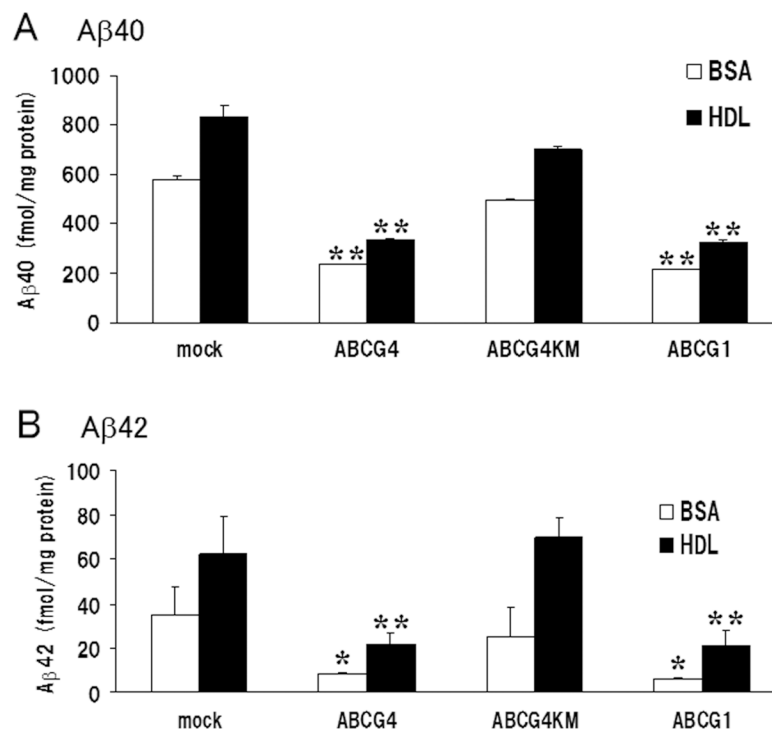 A Aβ40
1000
800
600
400
200
0
Aβ40 (fmol/mg protein)
BSA
HDL
** ** ** **
mock ABCG4 ABCG4KM ABCG1
B Aβ42
100
80
60
40
20
0
Aβ42 (fmol/mg protein)
BSA
HDL
* ** * **
mock ABCG4 ABCG4KM ABCG1